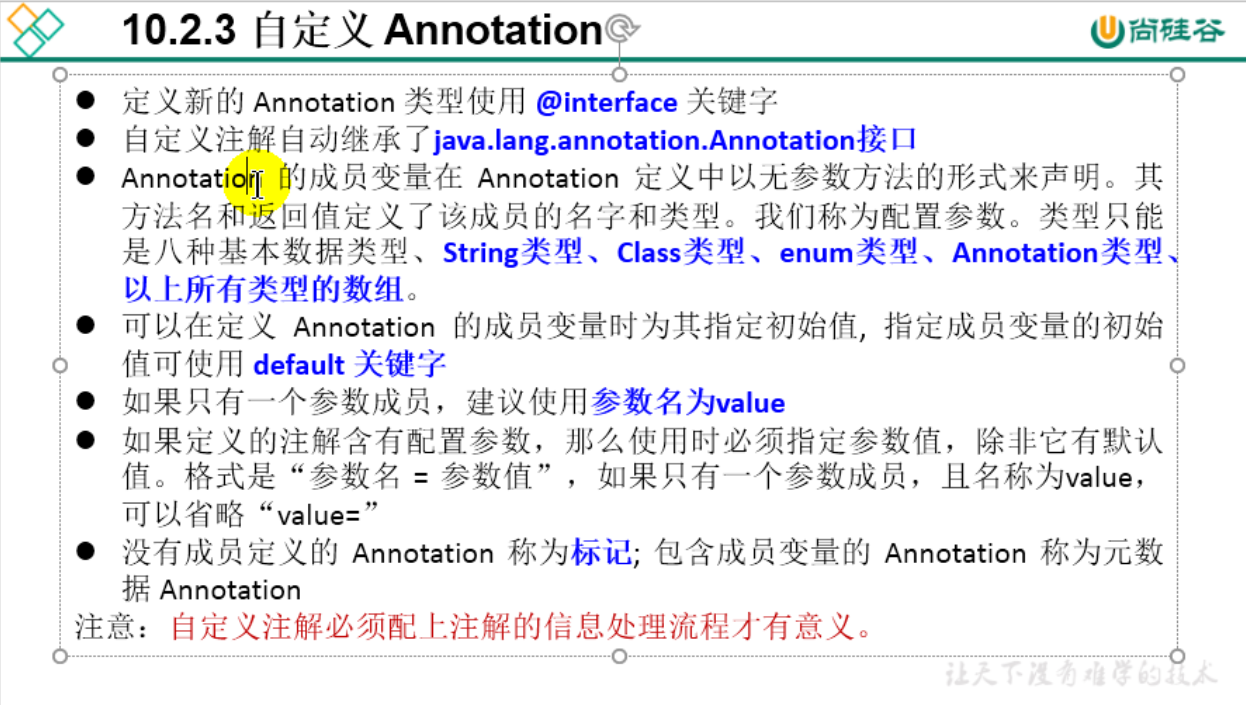 10.2.3 自定义 Annotation
尚硅谷
● 定义新的 Annotation 类型使用 @interface 关键字
● 自定义注解自动继承了java.lang.annotation.Annotation接口
● Annotation 的成员变量在 Annotation 定义中以无参数方法的形式来声明。其
方法名和返回值定义了该成员的名字和类型。我们称为配置参数。类型只能
是八种基本数据类型、String类型、Class类型、enum类型、Annotation类型、
以上所有类型的数组。
● 可以在定义 Annotation 的成员变量时为其指定初始值, 指定成员变量的初始
值可使用 default 关键字
● 如果只有一个参数成员，建议使用参数名为value
● 如果定义的注解含有配置参数，那么使用时必须指定参数值，除非它有默认
值。格式是“参数名 = 参数值”，如果只有一个参数成员，且名称为value，
可以省略“value=”
● 没有成员定义的 Annotation 称为标记; 包含成员变量的 Annotation 称为元数
据 Annotation
注意：自定义注解必须配上注解的信息处理流程才有意义。
让天下没有难学的技术